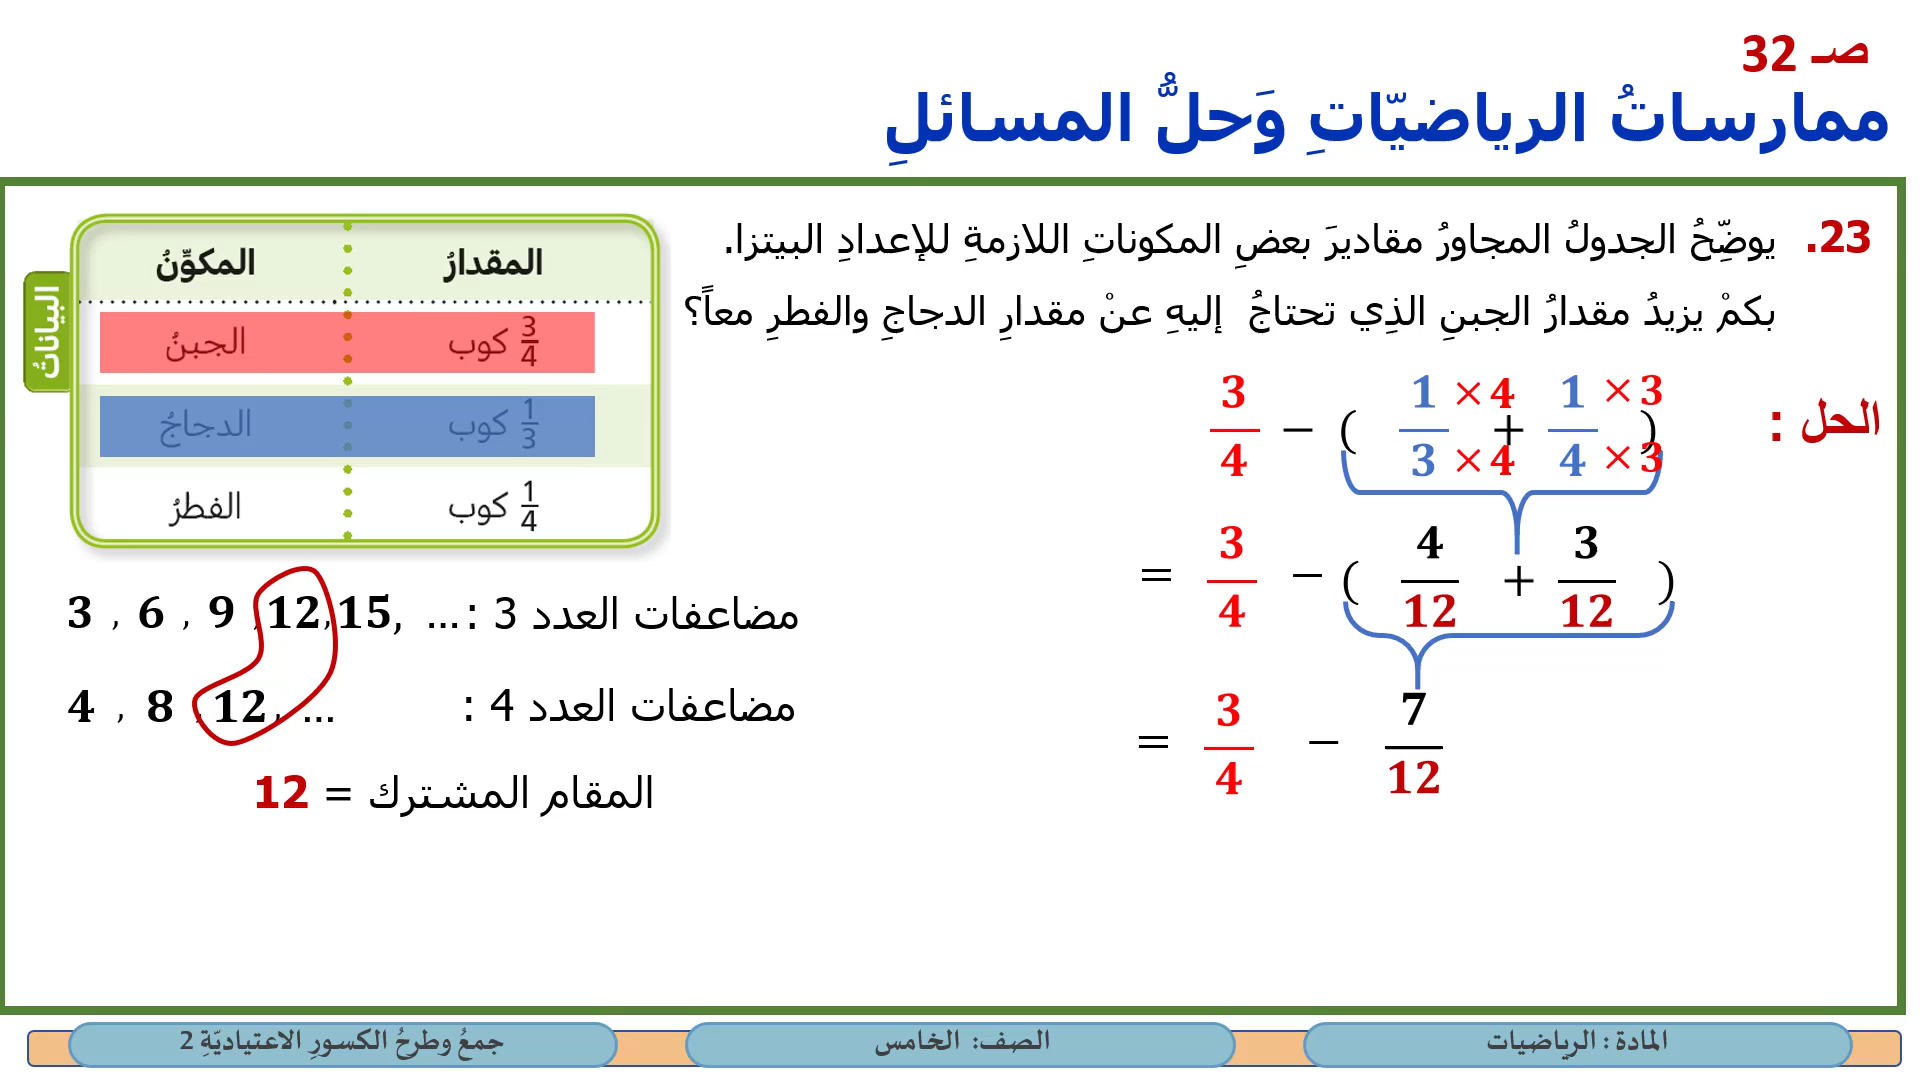 صـ 32
ممارساتُ الرياضيّاتِ وَحلُّ المسائلِ
23. يوضِّحُ الجدولُ المجاورُ مقاديرَ بعضِ المكوناتِ اللازمةِ للإعدادِ البيتزا.
بكمْ يزيدُ مقدارُ الجبنِ الذِي تحتاجُ إليهِ عنْ مقدارِ الدجاجِ والفطرِ معاً؟
البياناتُ
المقدارُ المكوِّنُ
3/4 كوب الجبنُ
1/3 كوب الدجاجُ
1/4 كوب الفطرُ
الحل :
3/4 − ( 1×4/3×4 + 1×3/4×3 )
= 3/4 − ( 4/12 + 3/12 )
= 3/4 − 7/12
مضاعفات العدد 3 : 3 , 6 , 9 , 12 , 15, ...
مضاعفات العدد 4 : 4 , 8 , 12 , ...
المقام المشترك = 12
المادة : الرياضيات
الصف: الخامس
جمعُ وطرحُ الكسورِ الاعتياديّةِ 2